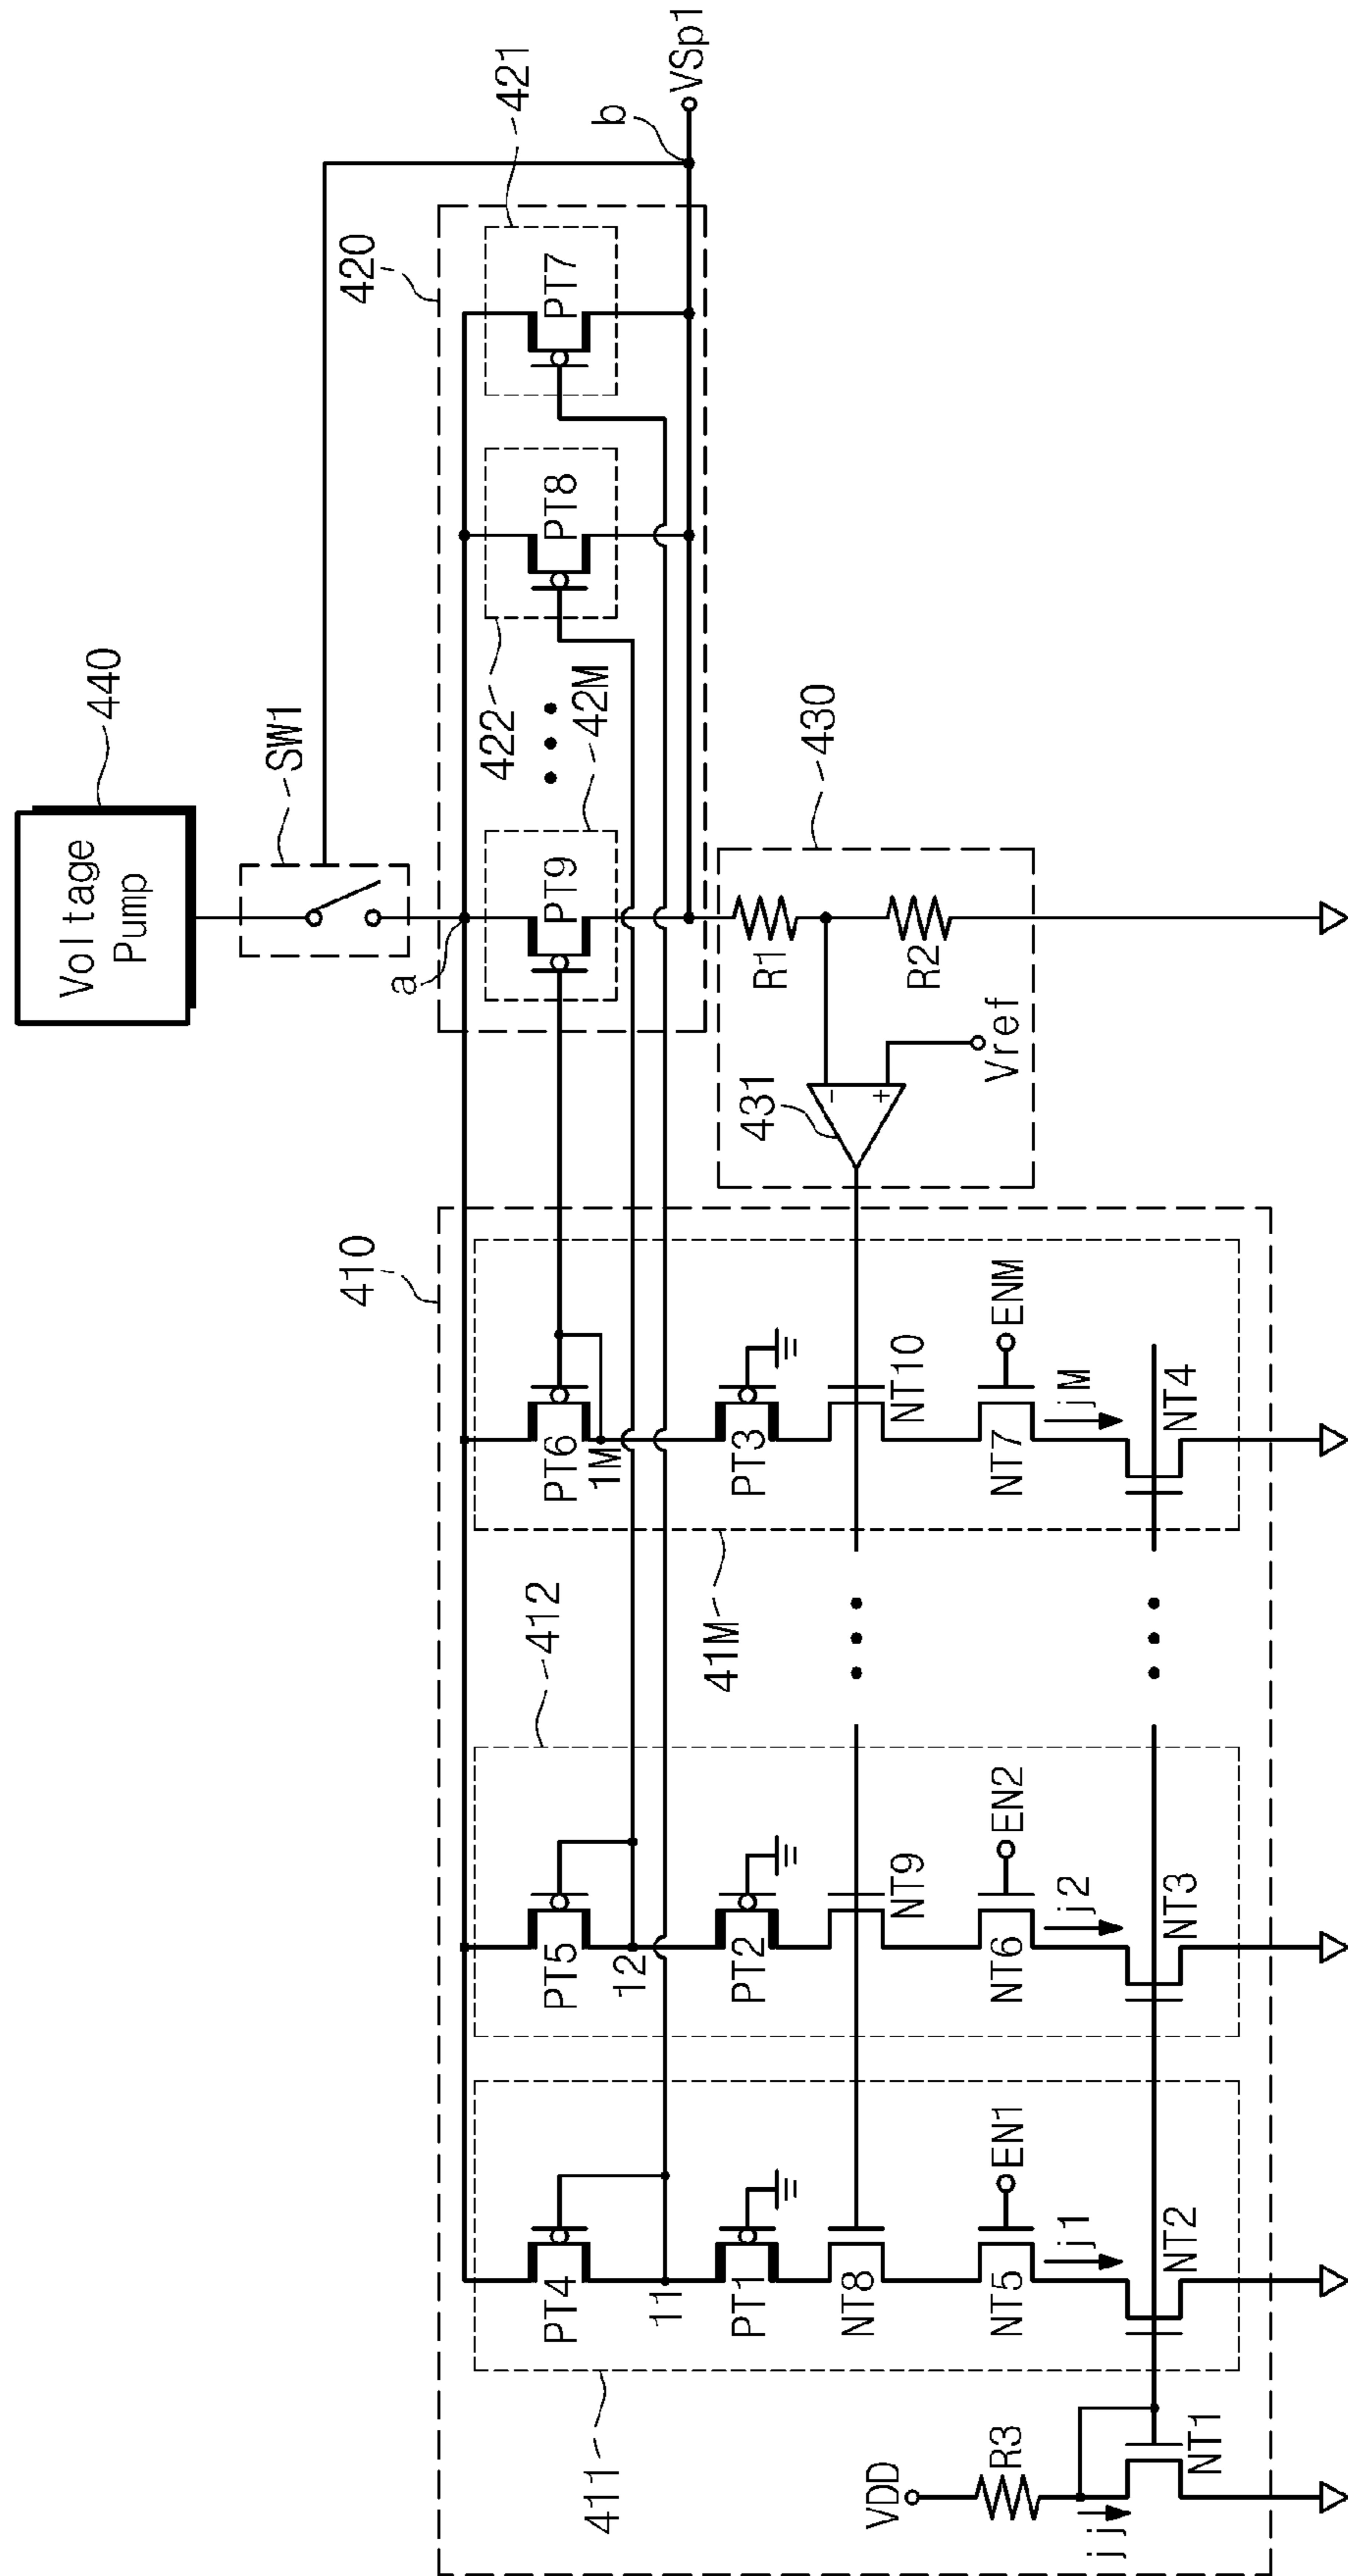 Voltage
Pump
440
SW1
410
a
420
421
b
VSp1
PT4
PT5
PT6
PT9
PT8
PT7
11
12
1M
422
42M
411
412
41M
PT1
PT2
PT3
431
R1
430
-
+
NT8
NT9
NT10
R2
Vref
VDD
R3
EN1
EN2
ENM
NT5
NT6
NT7
jj
j1
j2
jM
NT1
NT2
NT3
NT4